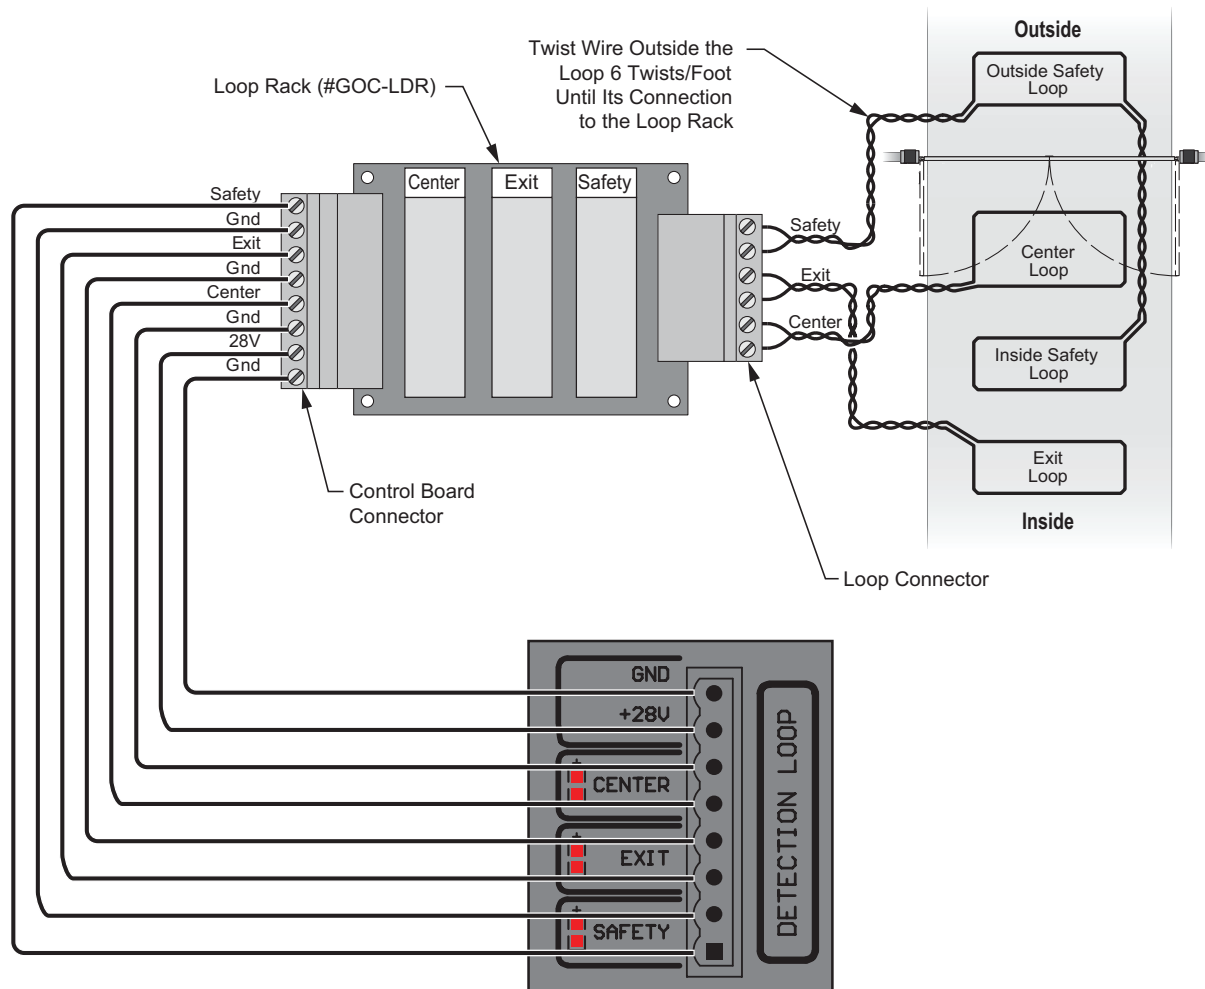 Outside
Twist Wire Outside the
Loop 6 Twists/Foot
Until Its Connection
to the Loop Rack
Outside Safety
Loop
Loop Rack (#GOC-LDR)
Center
Exit
Safety
Safety
Gnd
Exit
Gnd
Center
Gnd
28V
Gnd
Safety
Exit
Center
Center
Loop
Inside Safety
Loop
Exit
Loop
Inside
Control Board
Connector
Loop Connector
GND
+28V
+
CENTER
+
EXIT
+
SAFETY
DETECTION LOOP